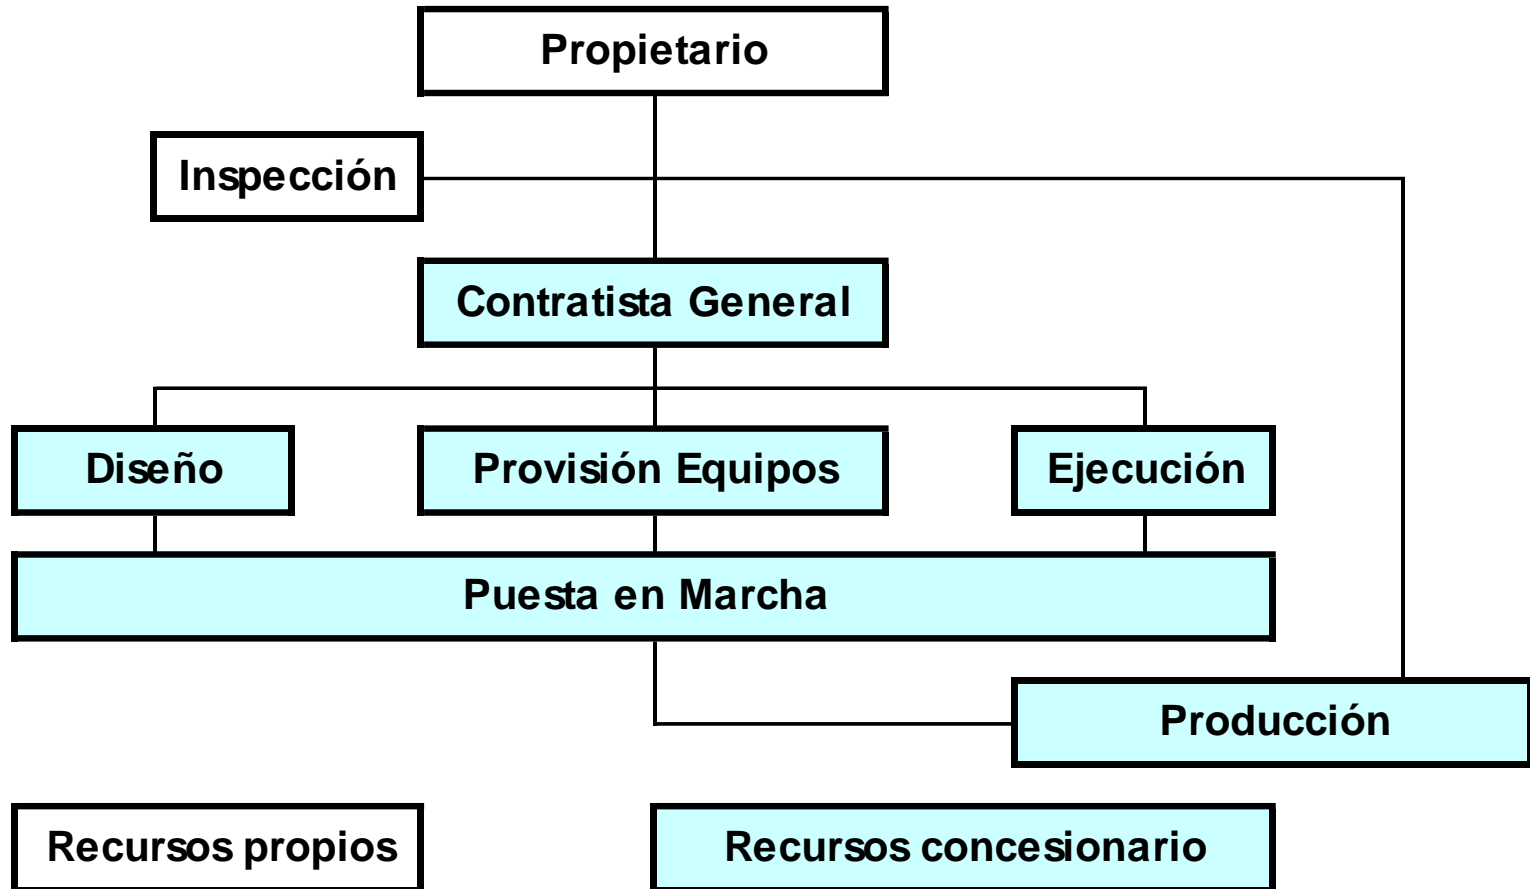 Propietario
Inspección
Contratista General
Diseño
Provisión Equipos
Ejecución
Puesta en Marcha
Producción
Recursos propios
Recursos concesionario